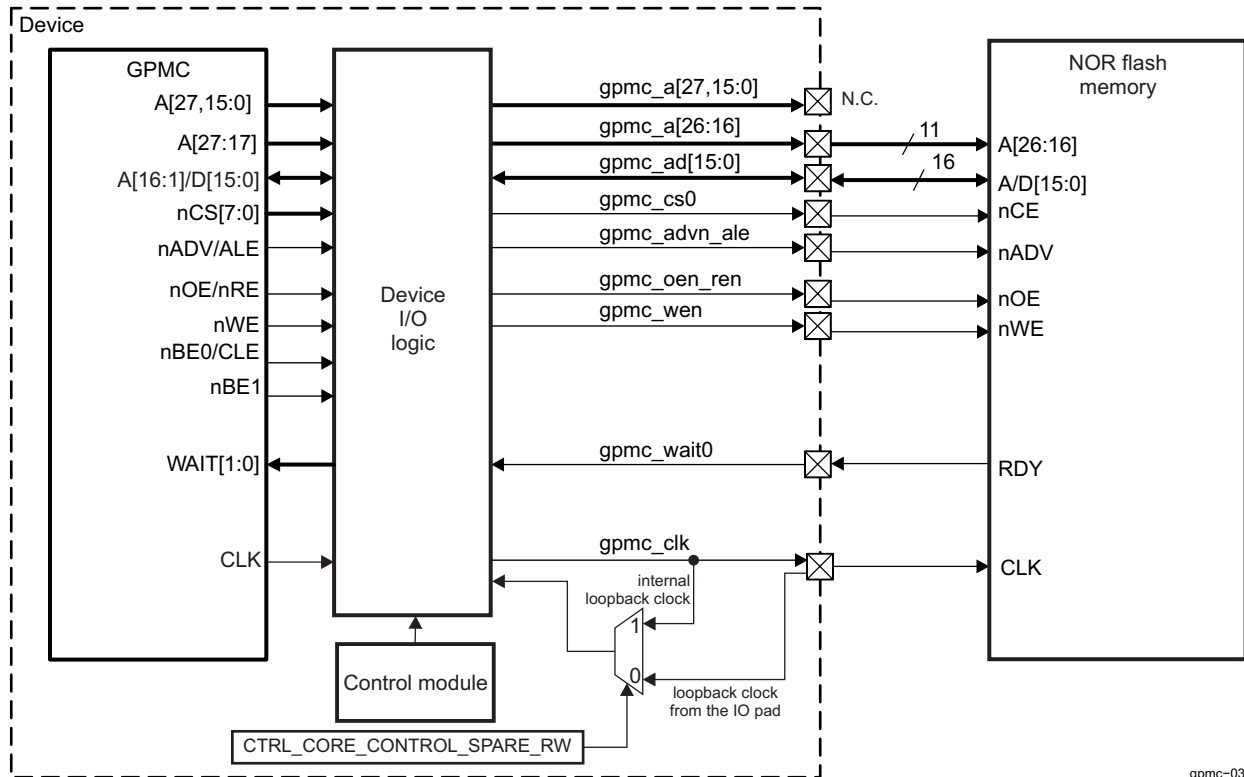 Device
GPMC
A[27,15:0]
A[27:17]
A[16:1]/D[15:0]
nCS[7:0]
nADV/ALE
nOE/nRE
nWE
nBE0/CLE
nBE1
WAIT[1:0]
CLK
Device
I/O
logic
Control module
CTRL_CORE_CONTROL_SPARE_RW
gpmc_a[27,15:0]
gpmc_a[26:16]
gpmc_ad[15:0]
gpmc_cs0
gpmc_advn_ale
gpmc_oen_ren
gpmc_wen
gpmc_wait0
gpmc_clk
internal
loopback clock
1
0
loopback clock
from the IO pad
N.C.
11
16
NOR flash
memory
A[26:16]
A/D[15:0]
nCE
nADV
nOE
nWE
RDY
CLK
gpmc-03